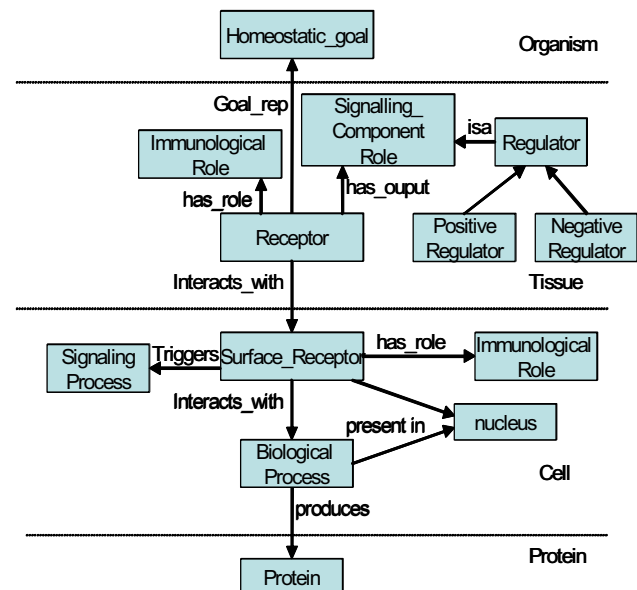 Homeostatic_goal
Organism
Goal_rep
Signalling_
Component
Role
isa
Regulator
Immunological
Role
has_role
has_ouput
Receptor
Positive
Regulator
Negative
Regulator
Interacts_with
Tissue
Signaling
Process
Triggers
Surface_Receptor
has_role
Immunological
Role
Interacts_with
present in
nucleus
Biological
Process
Cell
produces
Protein
Protein